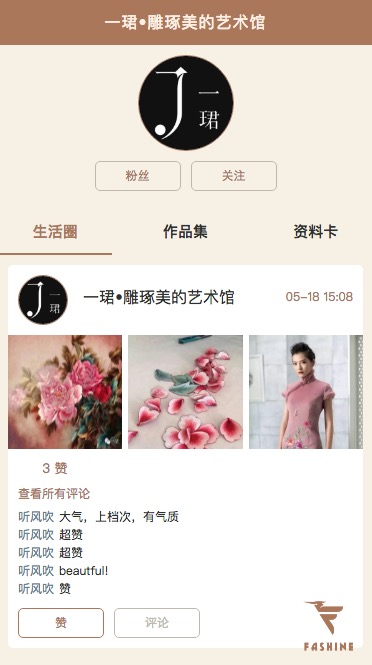 一珺•雕琢美的艺术馆
一珺
粉丝 关注
生活圈 作品集 资料卡
一珺
一珺•雕琢美的艺术馆 05-18 15:08
3 赞
查看所有评论
听风吹 大气，上档次，有气质
听风吹 超赞
听风吹 超赞
听风吹 beautiful!
听风吹 赞
赞 评论
FASHINE